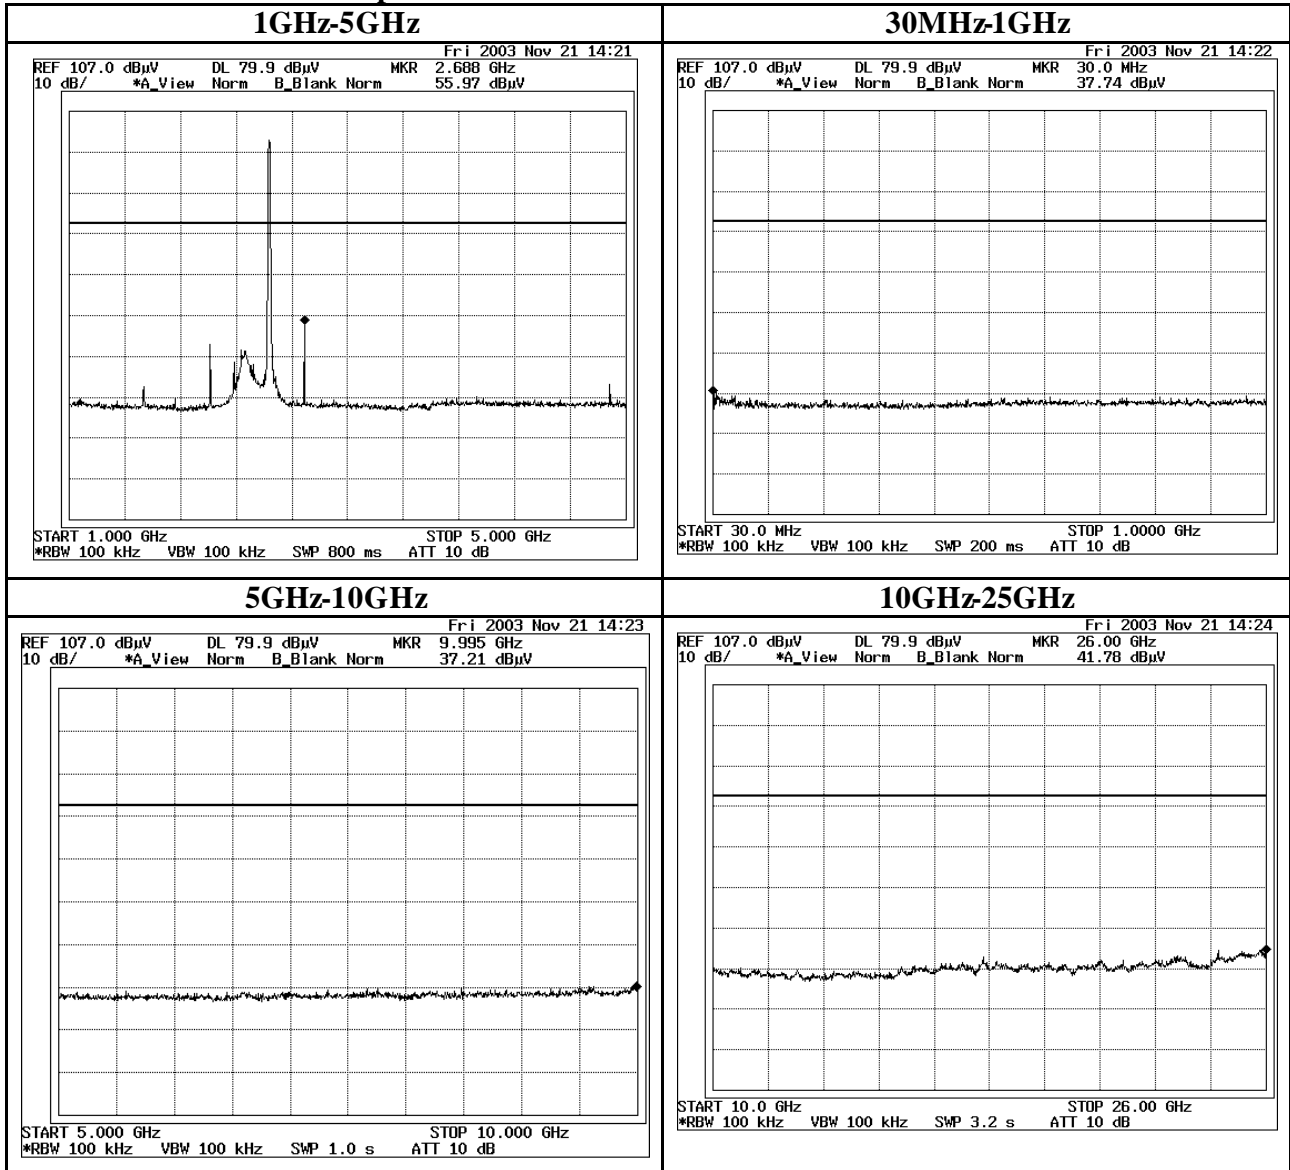 1GHz-5GHz
Fri 2003 Nov 21 14:21
REF 107.0 dBµV DL 79.9 dBµV MKR 2.688 GHz
10 dB/ *A_View Norm B_Blank Norm 55.97 dBµV
START 1.000 GHz STOP 5.000 GHz
*RBW 100 kHz VBW 100 kHz SWP 800 ms ATT 10 dB
30MHz-1GHz
Fri 2003 Nov 21 14:22
REF 107.0 dBµV DL 79.9 dBµV MKR 30.0 MHz
10 dB/ *A_View Norm B_Blank Norm 37.74 dBµV
START 30.0 MHz STOP 1.0000 GHz
*RBW 100 kHz VBW 100 kHz SWP 200 ms ATT 10 dB
5GHz-10GHz
Fri 2003 Nov 21 14:23
REF 107.0 dBµV DL 79.9 dBµV MKR 9.995 GHz
10 dB/ *A_View Norm B_Blank Norm 37.21 dBµV
START 5.000 GHz STOP 10.000 GHz
*RBW 100 kHz VBW 100 kHz SWP 1.0 s ATT 10 dB
10GHz-25GHz
Fri 2003 Nov 21 14:24
REF 107.0 dBµV DL 79.9 dBµV MKR 26.00 GHz
10 dB/ *A_View Norm B_Blank Norm 41.78 dBµV
START 10.0 GHz STOP 26.00 GHz
*RBW 100 kHz VBW 100 kHz SWP 3.2 s ATT 10 dB